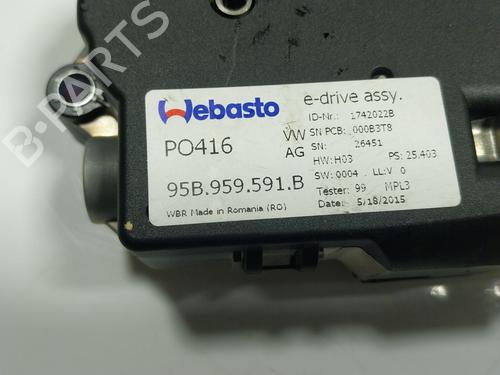 Webasto
e-drive assy.
ID-Nr.: 1742022B
PO416
VW
AG
SN PCB: 000B3T8
SN: 26451
HW: H03 PS: 25.403
95B.959.591.B
SW: 0004 LL: V 0
Tester: 99 MPL3
WBR Made in Romania (RO)
Date: 5/18/2015
B-PARTS